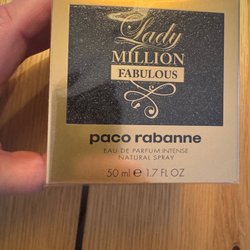 Lady
MILLION
FABULOUS
paco rabanne
EAU DE PARFUM INTENSE
NATURAL SPRAY
50 ml e 1.7 FL OZ